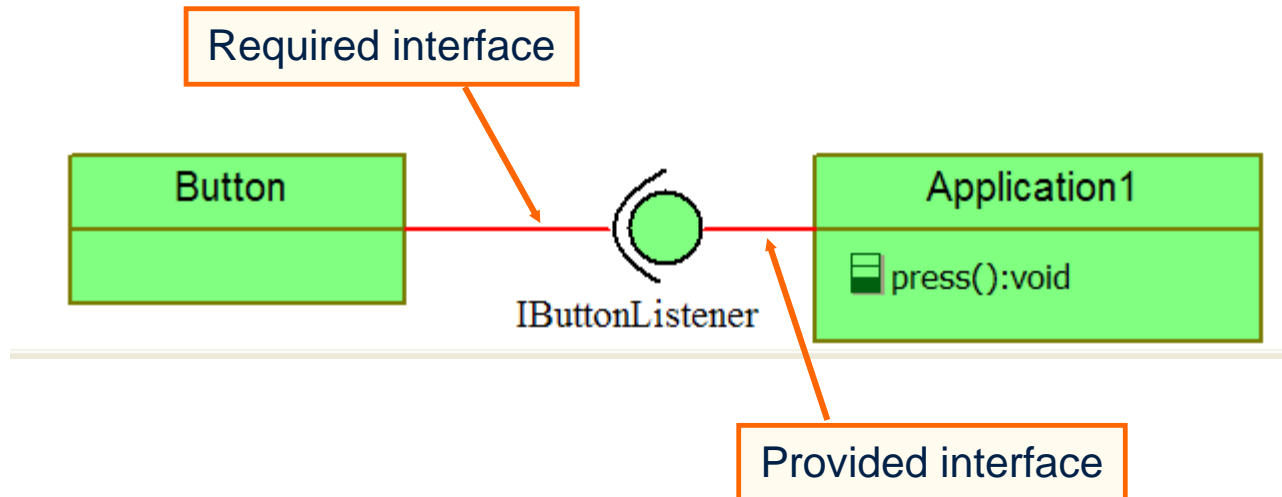 Required interface
Button
Application1
press():void
IButtonListener
Provided interface